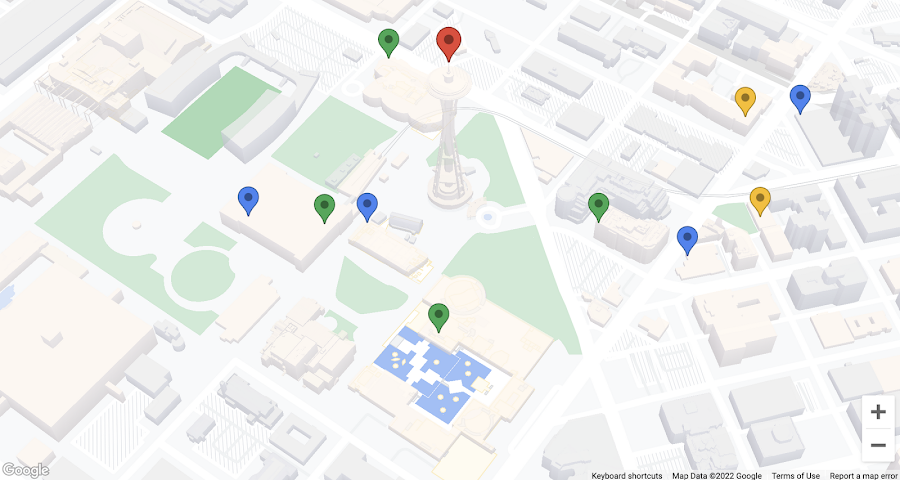 +
−
Google
Keyboard shortcuts Map Data ©2022 Google Terms of Use Report a map error